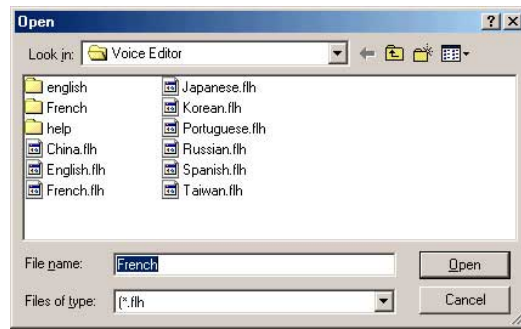 Open
Look in: Voice Editor
english
French
help
China.flh
English.flh
French.flh
Japanese.flh
Korean.flh
Portuguese.flh
Russian.flh
Spanish.flh
Taiwan.flh
File name: French
Open
Files of type: (*.flh
Cancel